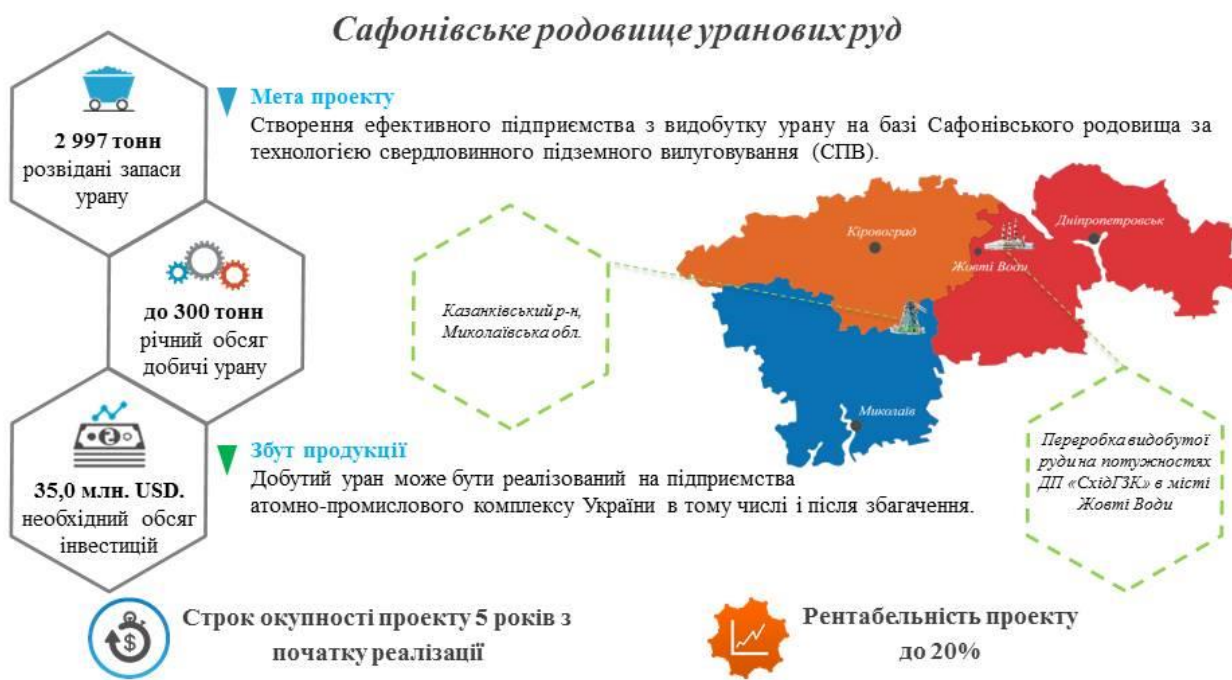 Сафонівське родовище уранових руд
2 997 тонн
розвідані запаси
урану
до 300 тонн
річний обсяг
добичі урану
35,0 млн. USD.
необхідний обсяг
інвестицій
Мета проекту
Створення ефективного підприємства з видобутку урану на базі Сафонівського родовища за
технологією свердловинного підземного вилуговування (СПВ).
Казанківський р-н,
Миколаївська обл.
Кіровоград
Жовті Води
Дніпропетровськ
Миколаїв
Переробка видобутої
руди на потужностях
ДП «СхідГЗК» в місті
Жовті Води
Збут продукції
Добутий уран може бути реалізований на підприємства
атомно-промислового комплексу України в тому числі і після збагачення.
Строк окупності проекту 5 років з
початку реалізації
Рентабельність проекту
до 20%